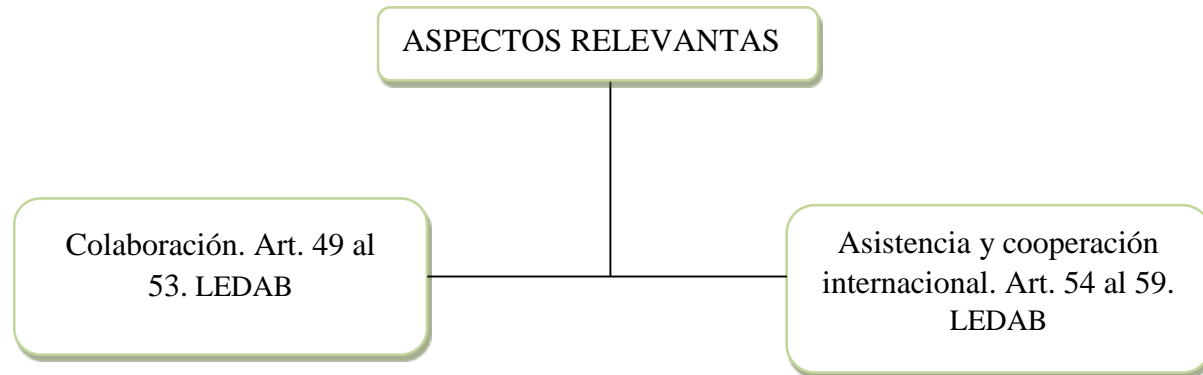 ASPECTOS RELEVANTAS
Colaboración. Art. 49 al
53. LEDAB
Asistencia y cooperación
internacional. Art. 54 al 59.
LEDAB